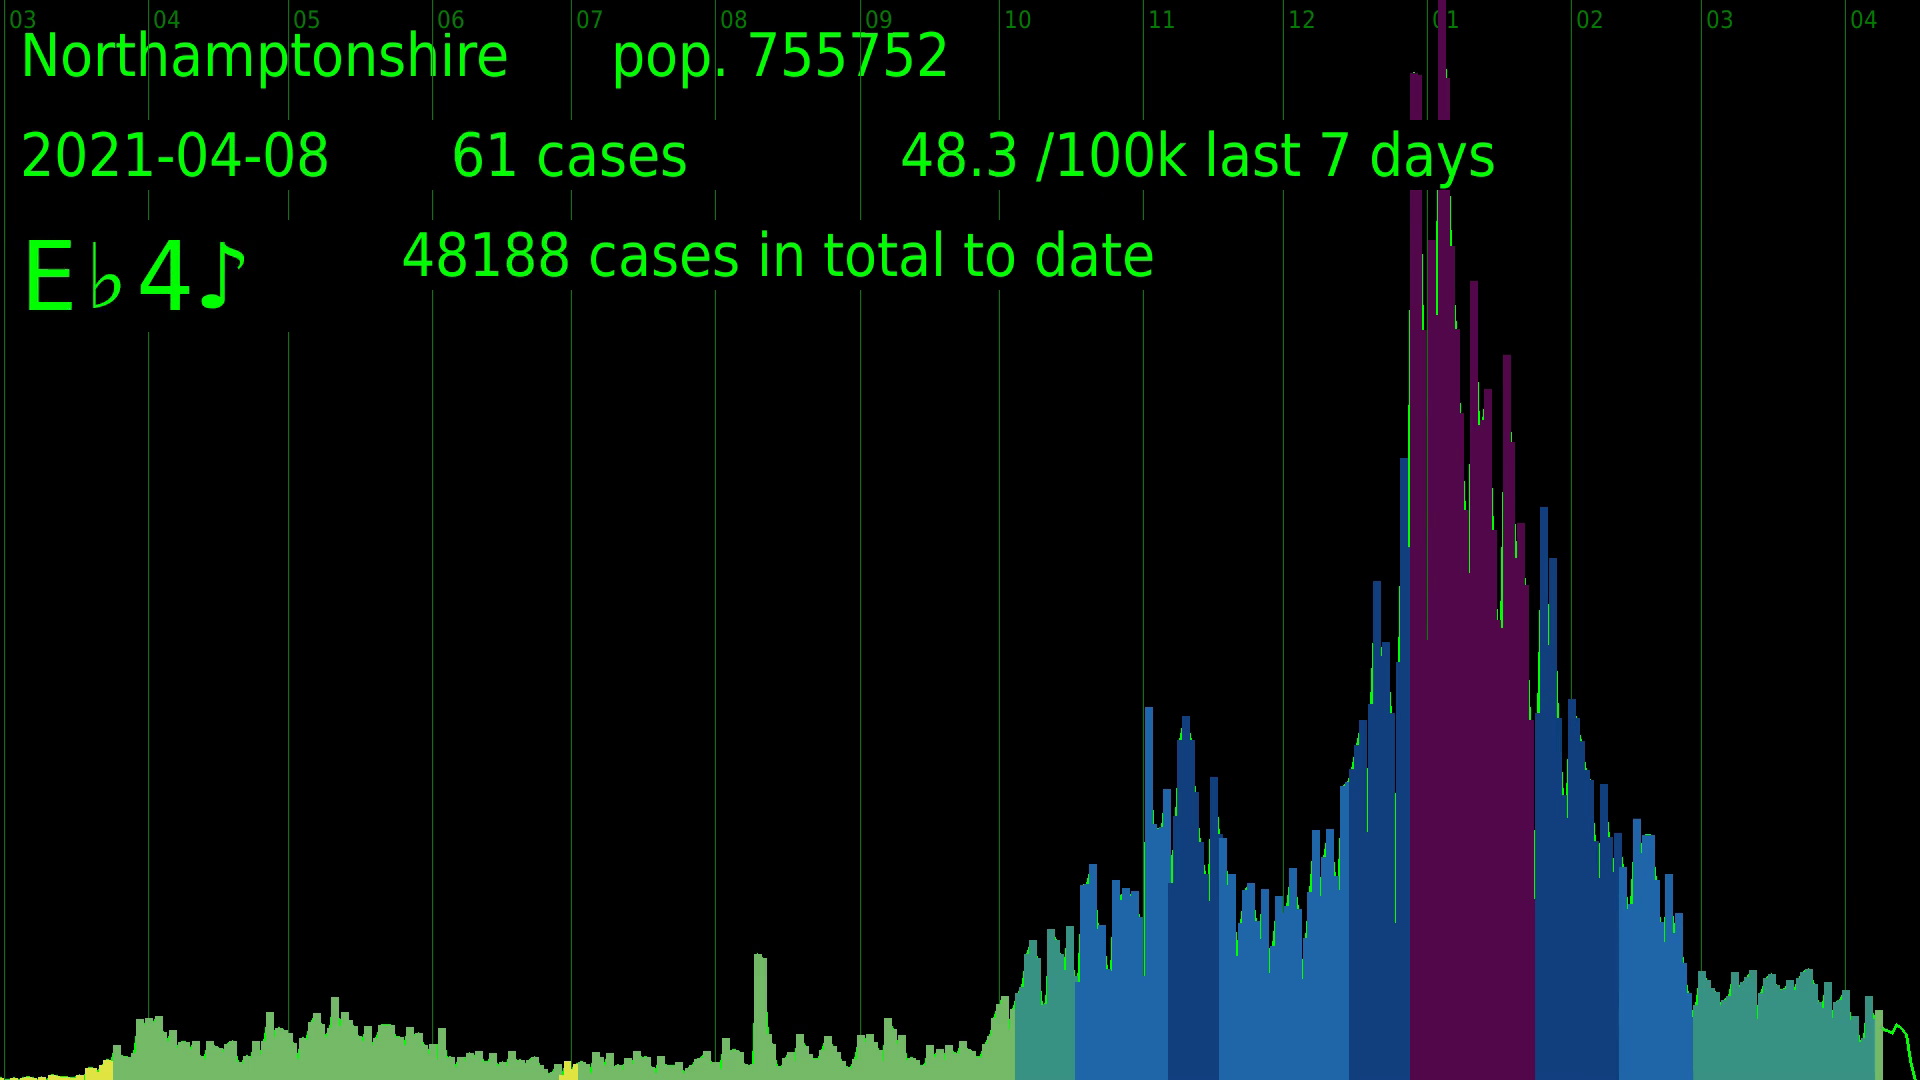 03 04 05 06 07 08 09 10 11 12 01 02 03 04
Northamptonshire pop. 755752
2021-04-08 61 cases 48.3 /100k last 7 days
E♭4♪ 48188 cases in total to date